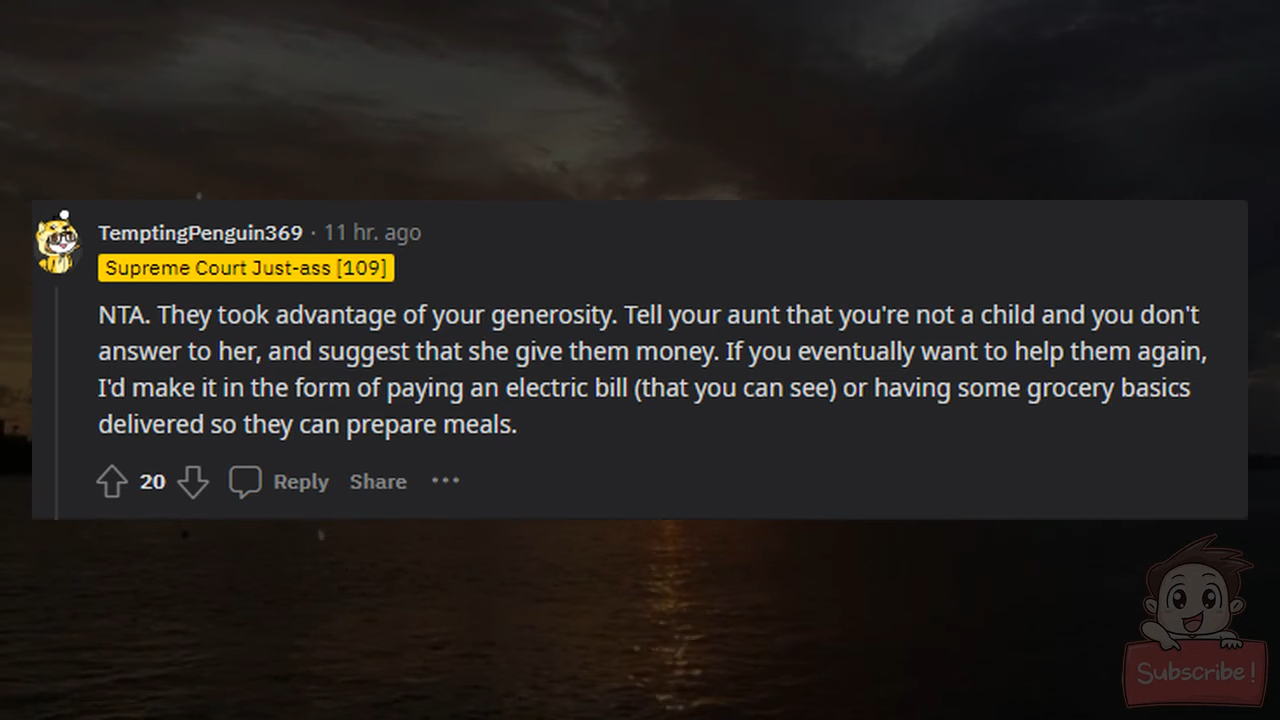 TemptingPenguin369 · 11 hr. ago
Supreme Court Just-ass [109]
NTA. They took advantage of your generosity. Tell your aunt that you're not a child and you don't
answer to her, and suggest that she give them money. If you eventually want to help them again,
I'd make it in the form of paying an electric bill (that you can see) or having some grocery basics
delivered so they can prepare meals.
20 Reply Share ···
Subscribe!